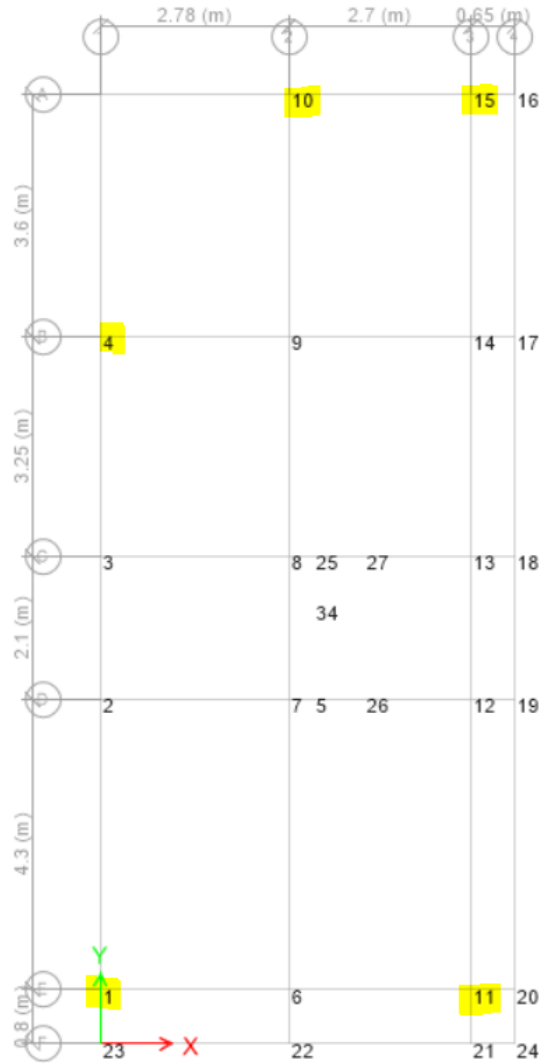 2.78 (m) 2.7 (m) 0.65 (m)
1 2 3 4
A 10 15 16
3.6 (m)
B 4 9 14 17
3.25 (m)
C 3 8 25 27 13 18
2.1 (m) 34
D 2 7 5 26 12 19
4.3 (m)
Y
E 1 6 11 20
0.8 (m)
F 23 X 22 21 24